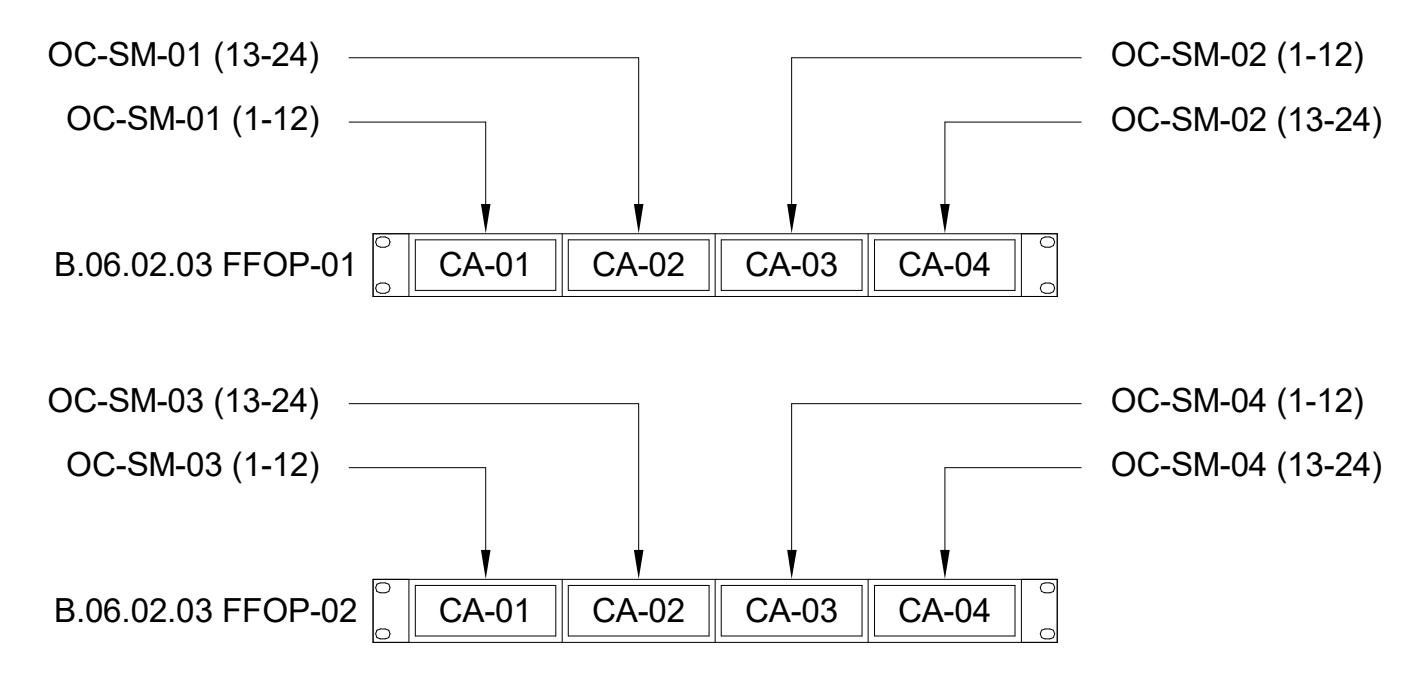 OC-SM-01 (13-24)
OC-SM-02 (1-12)
OC-SM-01 (1-12)
OC-SM-02 (13-24)
B.06.02.03 FFOP-01
CA-01
CA-02
CA-03
CA-04
OC-SM-03 (13-24)
OC-SM-04 (1-12)
OC-SM-03 (1-12)
OC-SM-04 (13-24)
B.06.02.03 FFOP-02
CA-01
CA-02
CA-03
CA-04